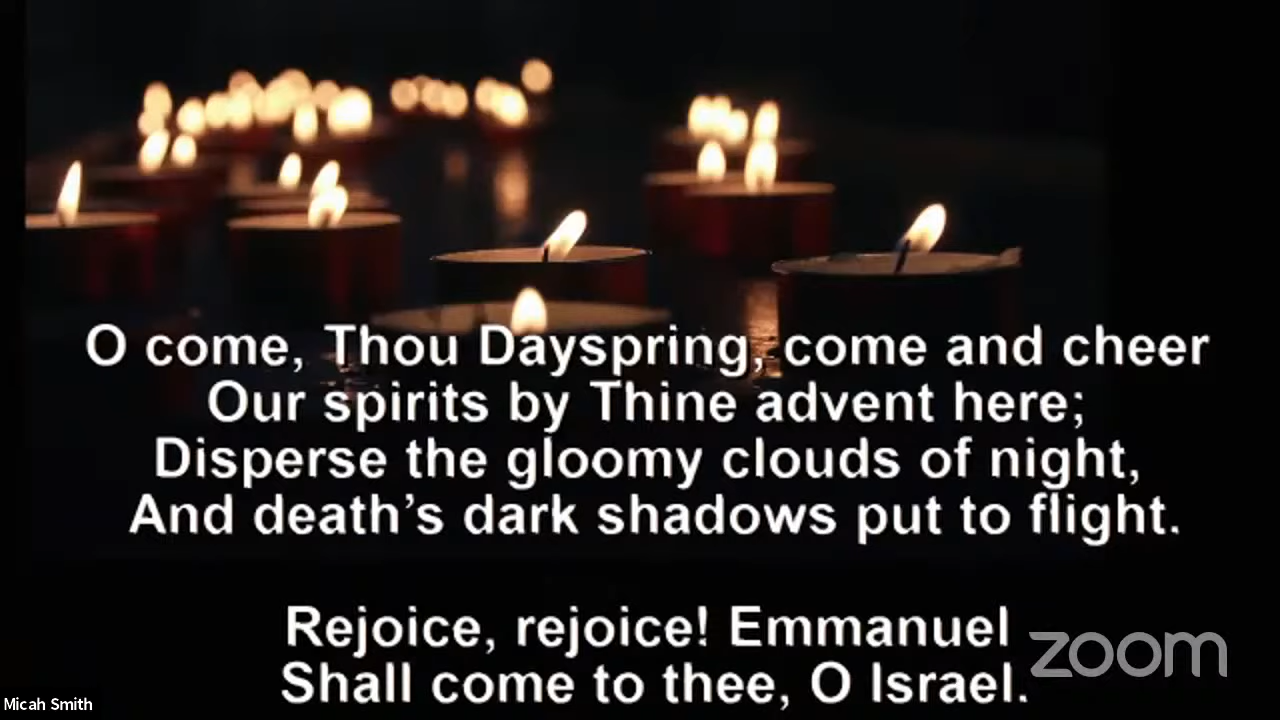 O come, Thou Dayspring, come and cheer
Our spirits by Thine advent here;
Disperse the gloomy clouds of night,
And death’s dark shadows put to flight.
Rejoice, rejoice! Emmanuel
Shall come to thee, O Israel.
zoom
Micah Smith